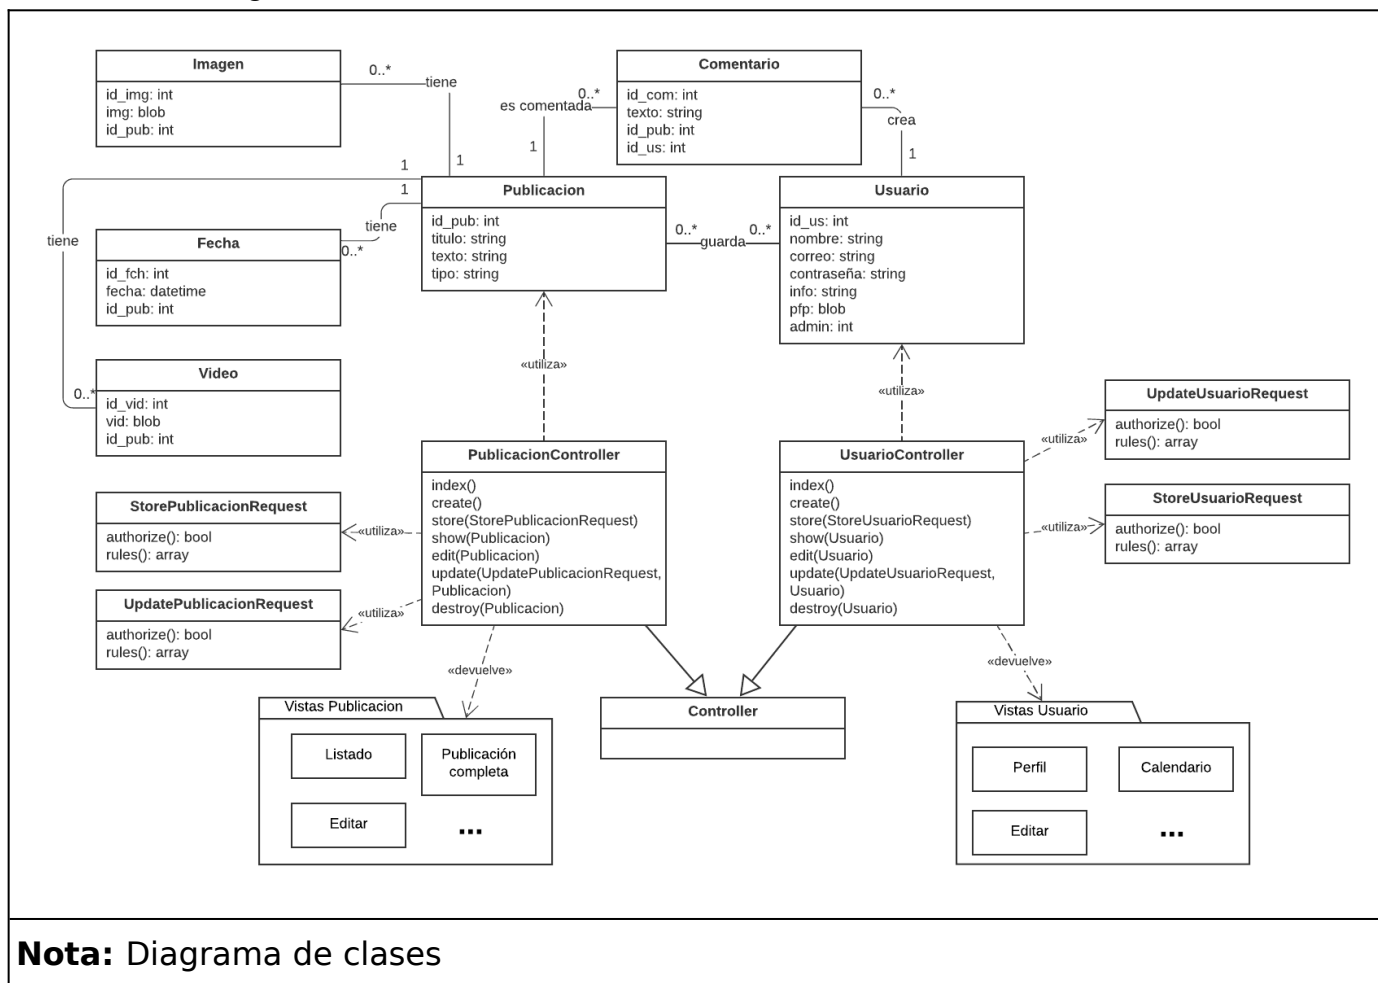 Imagen
id_img: int
img: blob
id_pub: int
0..*
tiene
1
Comentario
id_com: int
texto: string
id_pub: int
id_us: int
0..*
es comentada
1
0..*
crea
1
Publicacion
id_pub: int
titulo: string
texto: string
tipo: string
0..*
guarda
0..*
Usuario
id_us: int
nombre: string
correo: string
contraseña: string
info: string
pfp: blob
admin: int
1
tiene
0..*
1
tiene
0..*
Fecha
id_fch: int
fecha: datetime
id_pub: int
Video
id_vid: int
vid: blob
id_pub: int
«utiliza»
«utiliza»
PublicacionController
index()
create()
store(StorePublicacionRequest)
show(Publicacion)
edit(Publicacion)
update(UpdatePublicacionRequest,
Publicacion)
destroy(Publicacion)
UsuarioController
index()
create()
store(StoreUsuarioRequest)
show(Usuario)
edit(Usuario)
update(UpdateUsuarioRequest,
Usuario)
destroy(Usuario)
«utiliza»
UpdateUsuarioRequest
authorize(): bool
rules(): array
«utiliza»
StoreUsuarioRequest
authorize(): bool
rules(): array
StorePublicacionRequest
authorize(): bool
rules(): array
«utiliza»
UpdatePublicacionRequest
authorize(): bool
rules(): array
«utiliza»
«devuelve»
«devuelve»
Vistas Publicacion
Listado
Publicación
completa
Editar
...
Controller
Vistas Usuario
Perfil
Calendario
Editar
...
Nota: Diagrama de clases